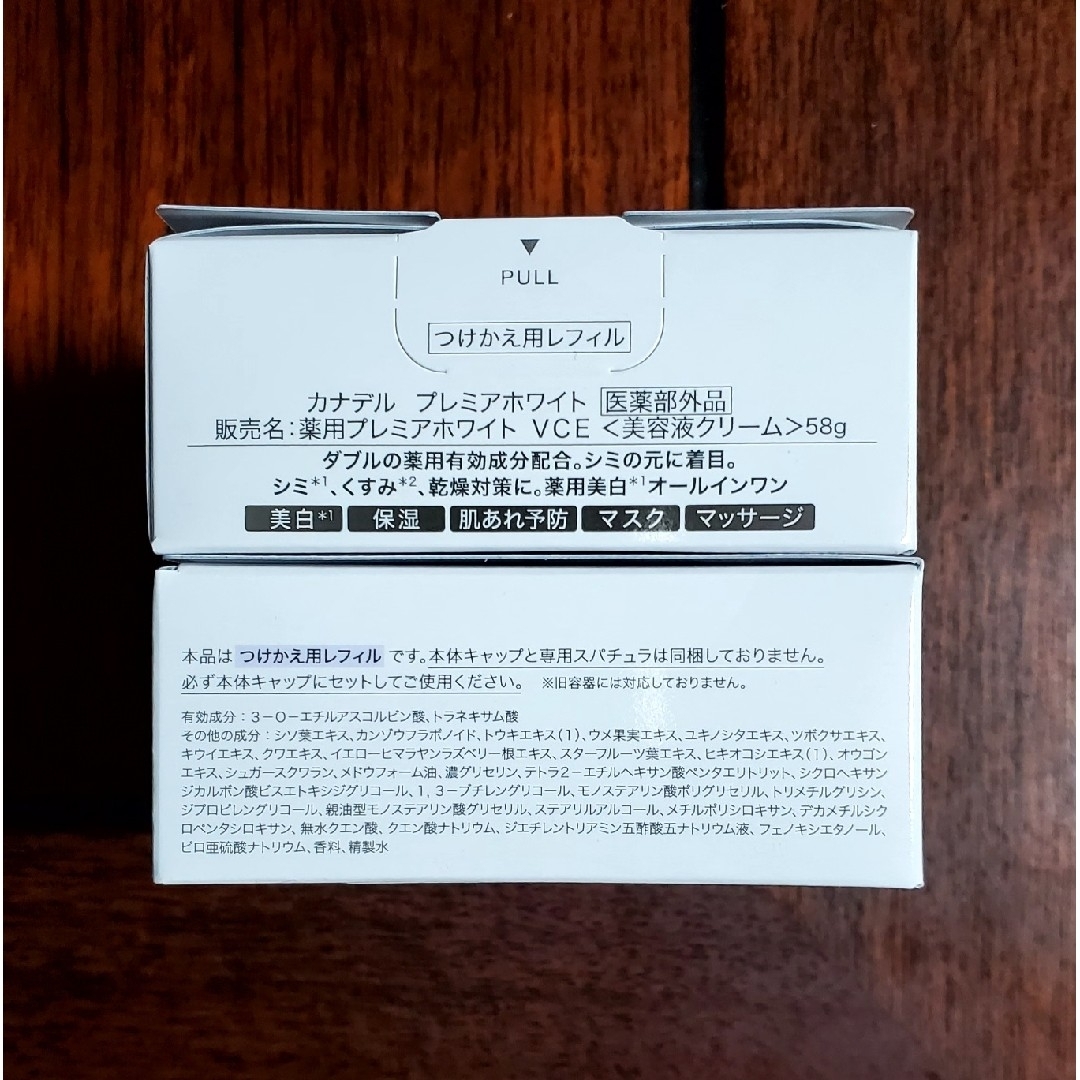 ▼
PULL
つけかえ用レフィル
カナデル プレミアホワイト 医薬部外品
販売名:薬用プレミアホワイト VCE <美容液クリーム>58g
ダブルの薬用有効成分配合。シミの元に着目。
シミ*1、くすみ*2、乾燥対策に。薬用美白*1オールインワン
美白*1 保湿 肌あれ予防 マスク マッサージ
本品は つけかえ用レフィル です。本体キャップと専用スパチュラは同梱しておりません。
必ず本体キャップにセットしてご使用ください。 ※旧容器には対応しておりません。
有効成分:3-O-エチルアスコルビン酸、トラネキサム酸
その他の成分:シソ葉エキス、カンゾウフラボノイド、トウキエキス(1)、ウメ果実エキス、ユキノシタエキス、ツボクサエキス、
キウイエキス、クワエキス、イエローヒマラヤンラズベリー根エキス、スターフルーツ葉エキス、ヒキオコシエキス(1)、オウゴン
エキス、シュガースクワラン、メドウフォーム油、濃グリセリン、テトラ2-エチルヘキサン酸ペンタエリトリット、シクロヘキサン
ジカルボン酸ビスエトキシジグリコール、1,3-ブチレングリコール、モノステアリン酸ポリグリセリル、トリメチルグリシン、
ジプロピレングリコール、親油型モノステアリン酸グリセリル、ステアリルアルコール、メチルポリシロキサン、デカメチルシク
ロペンタシロキサン、無水クエン酸、クエン酸ナトリウム、ジエチレントリアミン五酢酸五ナトリウム液、フェノキシエタノール、
ピロ亜硫酸ナトリウム、香料、精製水